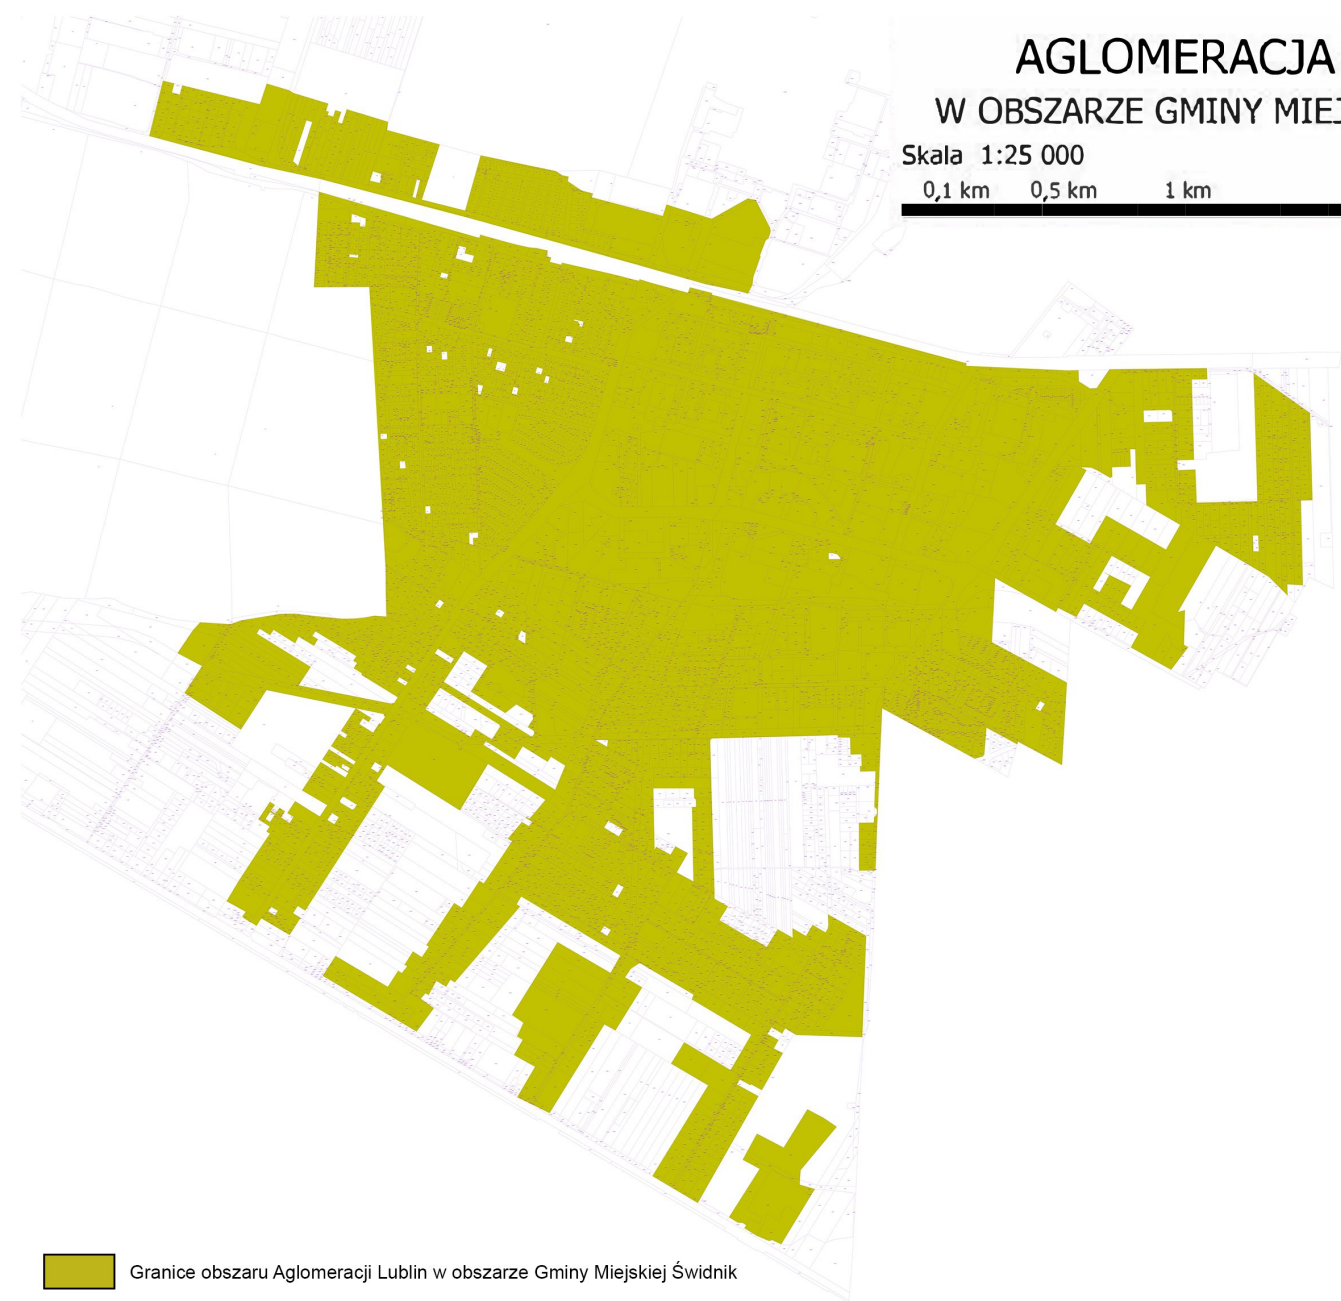 AGLOMERACJA
W OBSZARZE GMINY MIEJ
Skala 1:25 000
0,1 km 0,5 km 1 km
Granice obszaru Aglomeracji Lublin w obszarze Gminy Miejskiej Świdnik